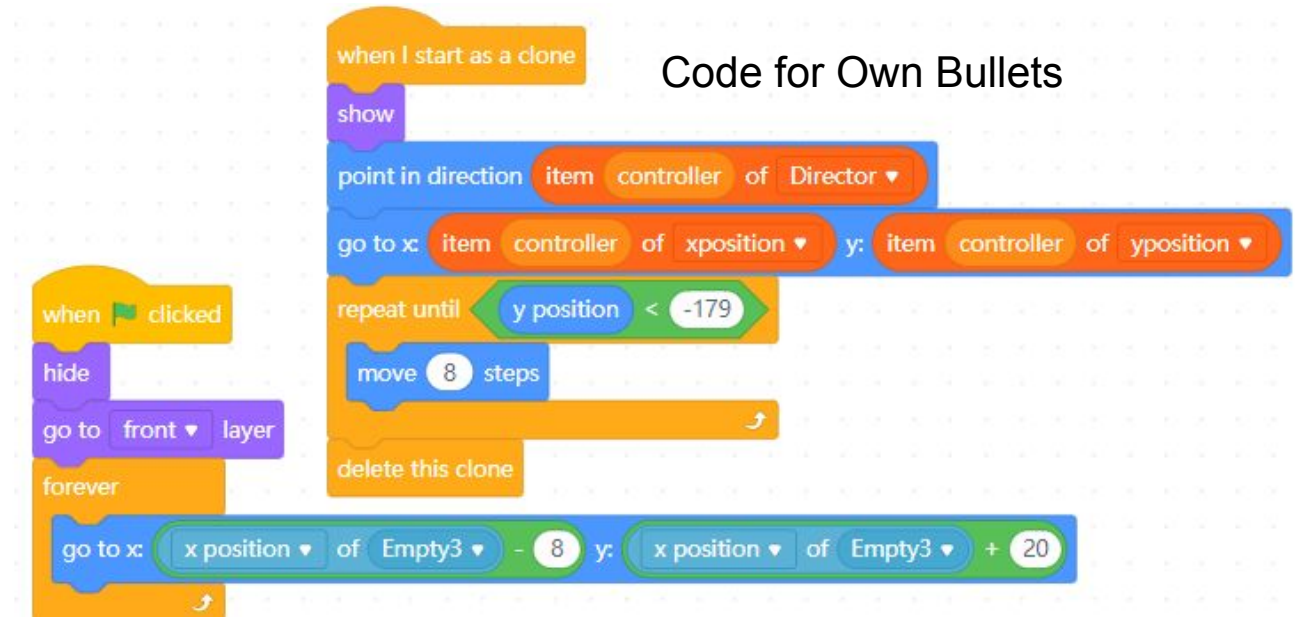 when I start as a clone
Code for Own Bullets
show
point in direction item controller of Director ▾
go to x: item controller of xposition ▾ y: item controller of yposition ▾
repeat until y position < -179
move 8 steps
delete this clone
when clicked
hide
go to front ▾ layer
forever
go to x: x position ▾ of Empty3 ▾ - 8 y: x position ▾ of Empty3 ▾ + 20